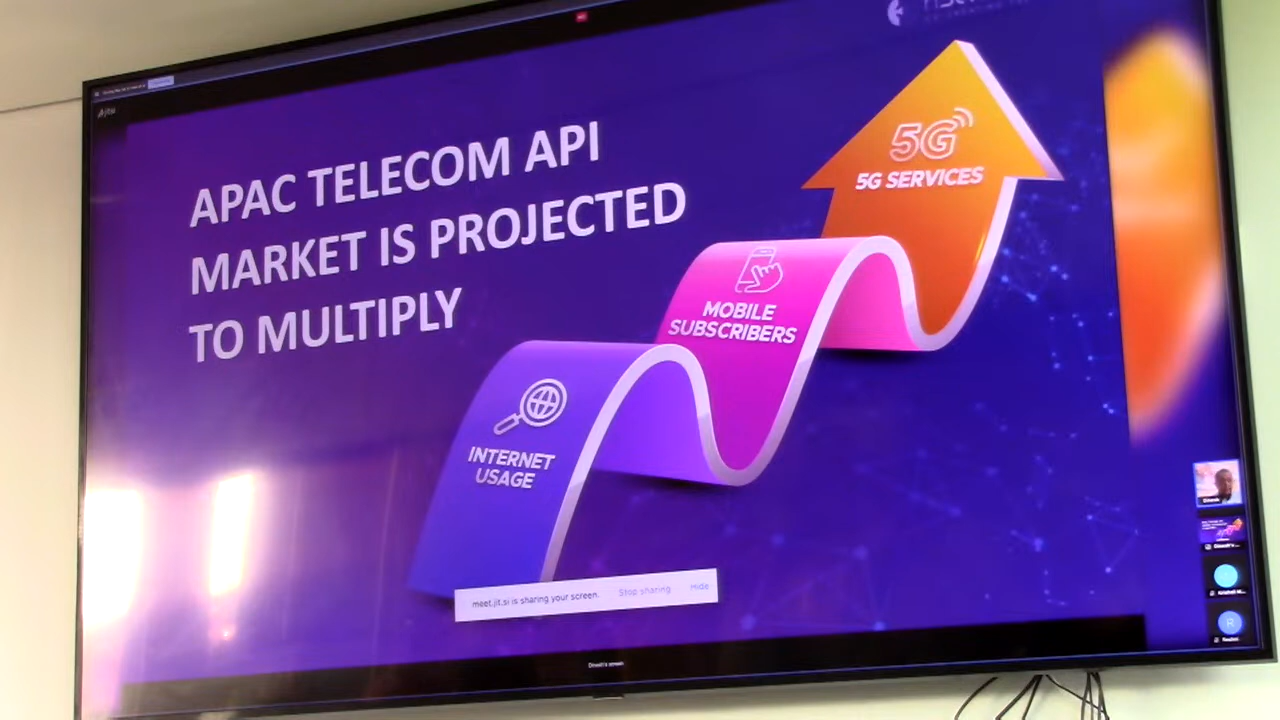 jitsi
APAC TELECOM API
MARKET IS PROJECTED
TO MULTIPLY
5G
5G SERVICES
MOBILE
SUBSCRIBERS
INTERNET
USAGE
meet.jit.si is sharing your screen. Stop sharing Hide
R